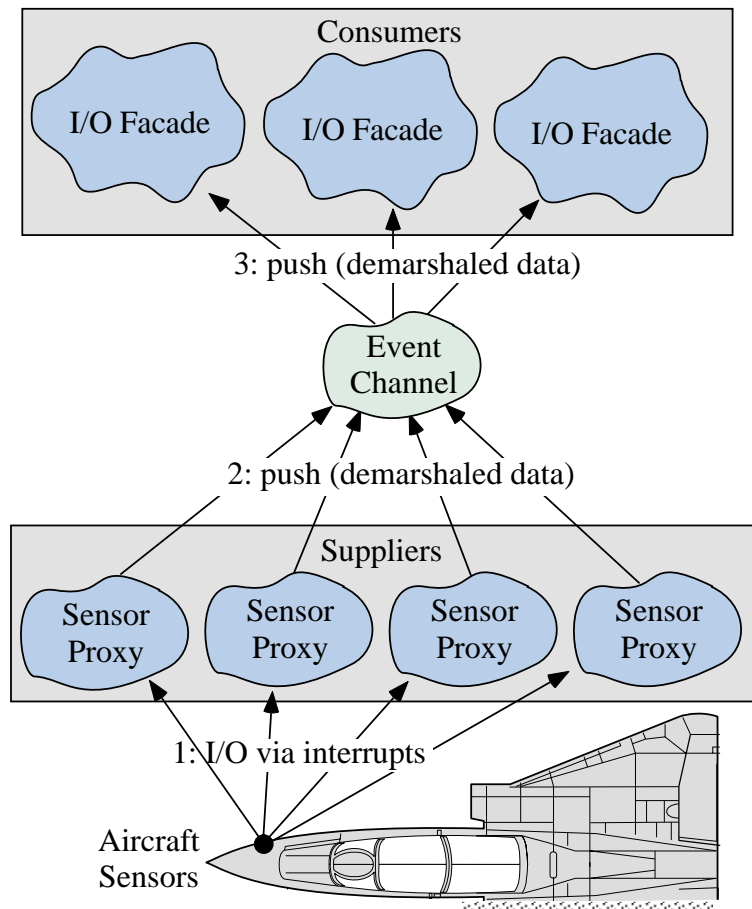 Consumers
I/O Facade
I/O Facade
I/O Facade
3: push (demarshaled data)
Event
Channel
2: push (demarshaled data)
Suppliers
Sensor
Proxy
Sensor
Proxy
Sensor
Proxy
Sensor
Proxy
1: I/O via interrupts
Aircraft
Sensors